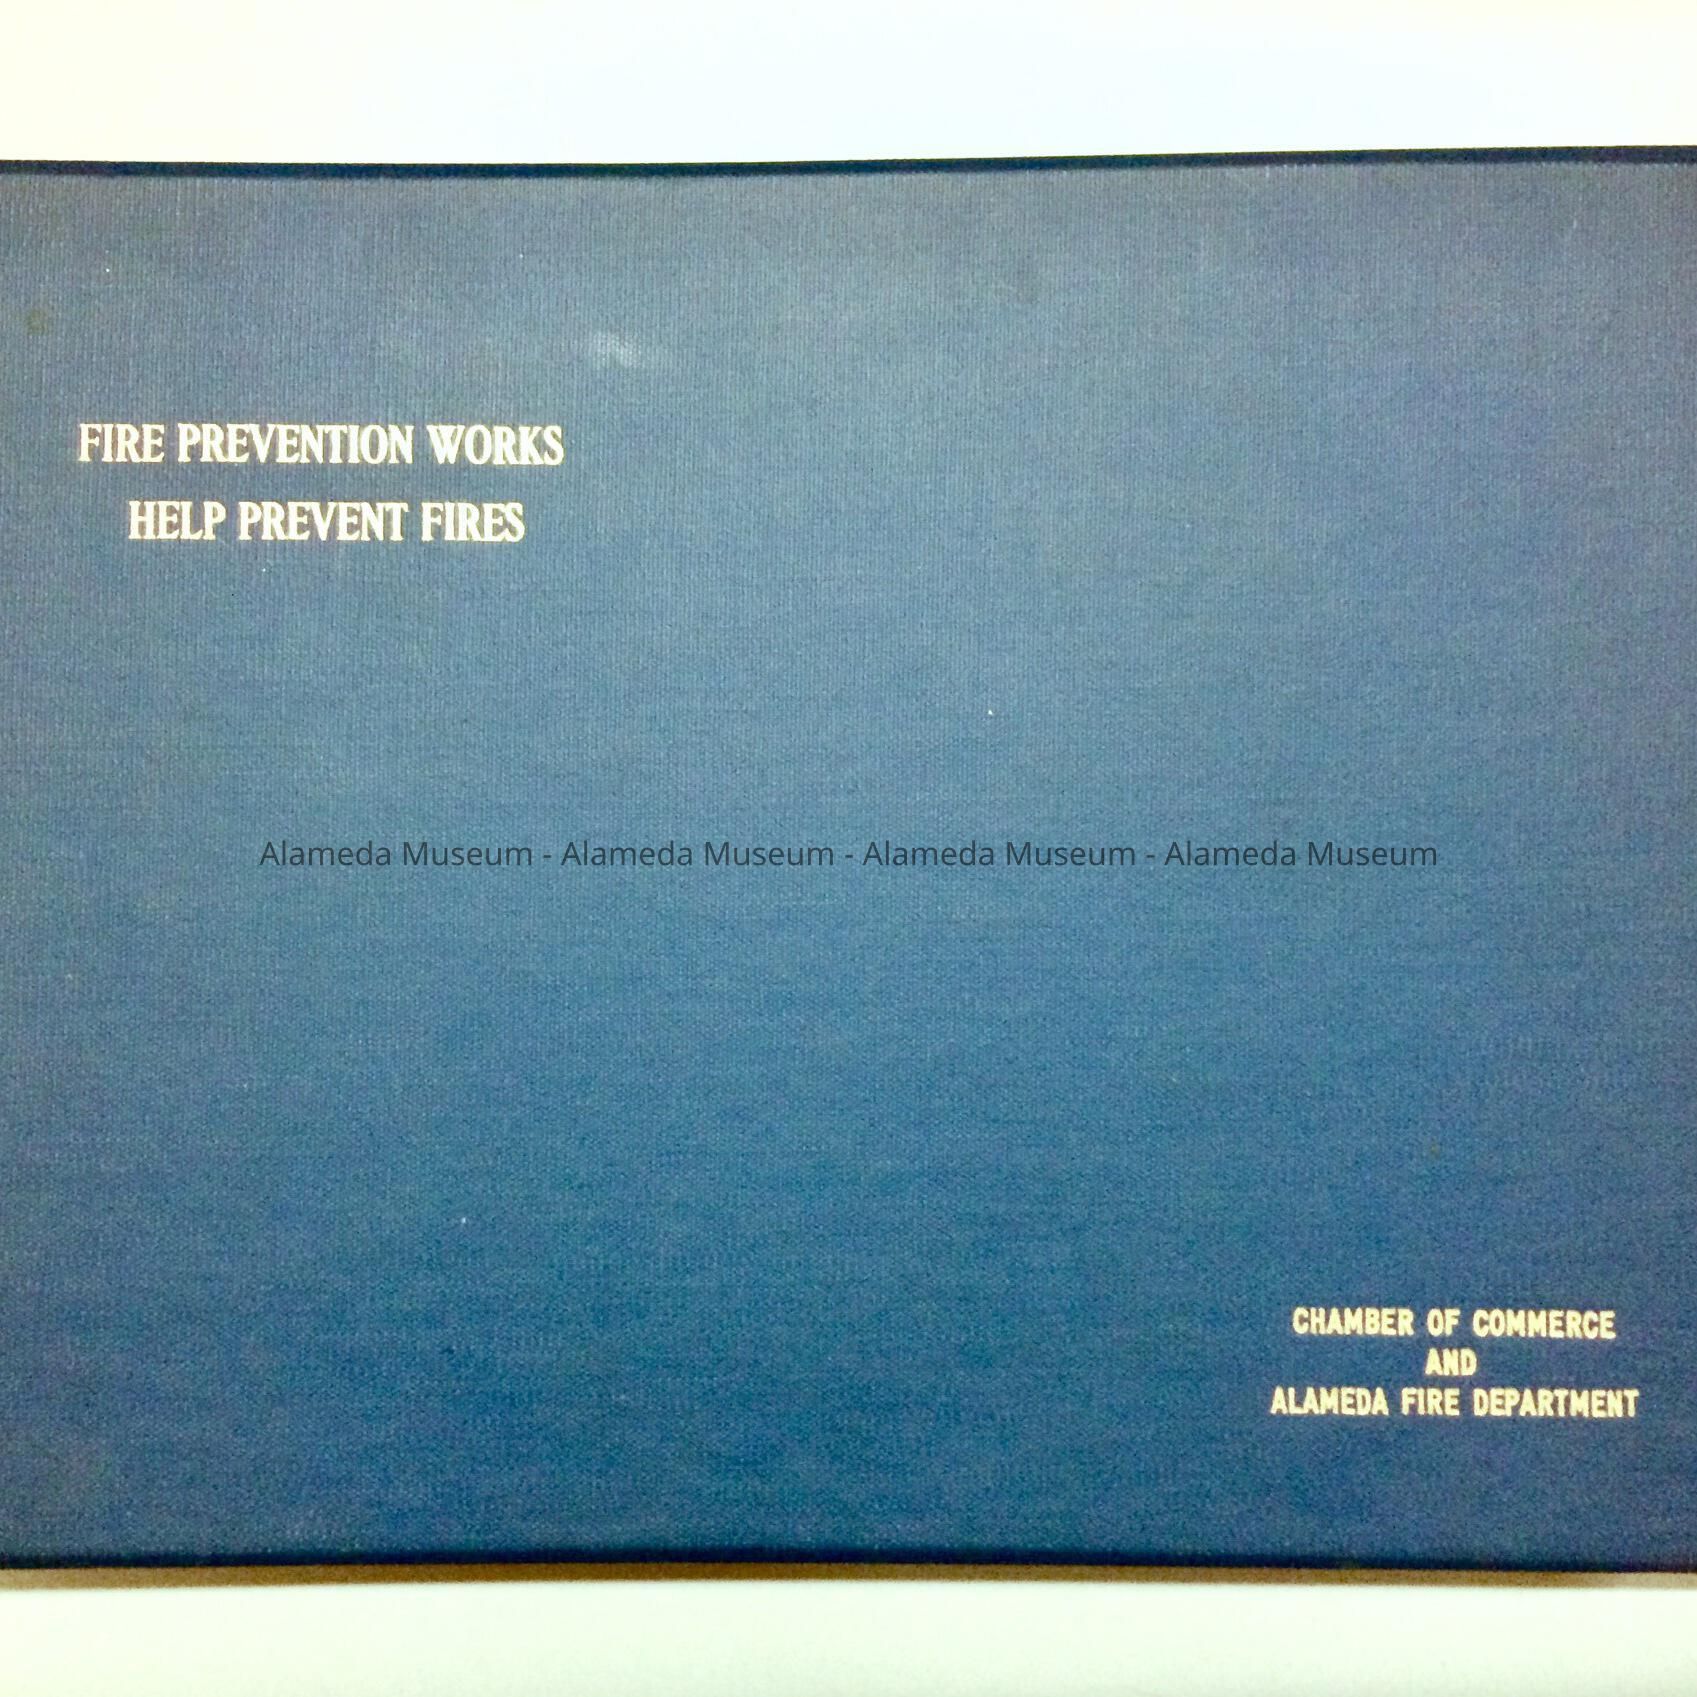 FIRE PREVENTION WORKS
HELP PREVENT FIRES
Alameda Museum - Alameda Museum - Alameda Museum - Alameda Museum
CHAMBER OF COMMERCE
AND
ALAMEDA FIRE DEPARTMENT